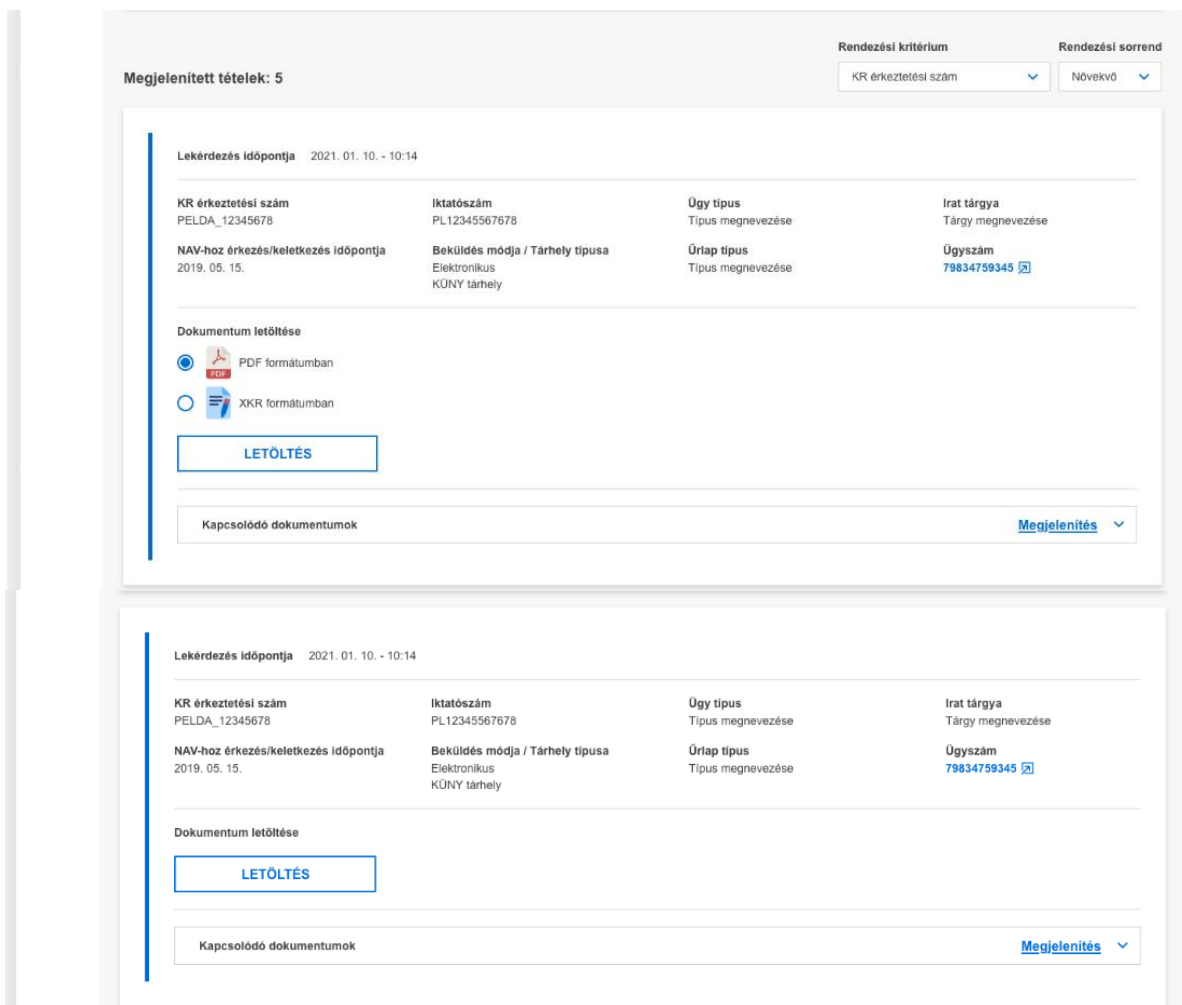 Rendezési kritérium Rendezési sorrend
Megjelenített tételek: 5 KR érkeztetési szám Növekvő
Lekérdezés időpontja 2021. 01. 10. - 10:14
KR érkeztetési szám Iktatószám Ügy típus Irat tárgya
PELDA_12345678 PL12345567678 Típus megnevezése Tárgy megnevezése
NAV-hoz érkezés/keletkezés időpontja Beküldés módja / Tárhely típusa Űrlap típus Ügyszám
2019. 05. 15. Elektronikus Típus megnevezése 79834759345
KÜNY tárhely
Dokumentum letöltése
PDF PDF formátumban
XKR formátumban
LETÖLTÉS
Kapcsolódó dokumentumok Megjelenítés
Lekérdezés időpontja 2021. 01. 10. - 10:14
KR érkeztetési szám Iktatószám Ügy típus Irat tárgya
PELDA_12345678 PL12345567678 Típus megnevezése Tárgy megnevezése
NAV-hoz érkezés/keletkezés időpontja Beküldés módja / Tárhely típusa Űrlap típus Ügyszám
2019. 05. 15. Elektronikus Típus megnevezése 79834759345
KÜNY tárhely
Dokumentum letöltése
LETÖLTÉS
Kapcsolódó dokumentumok Megjelenítés